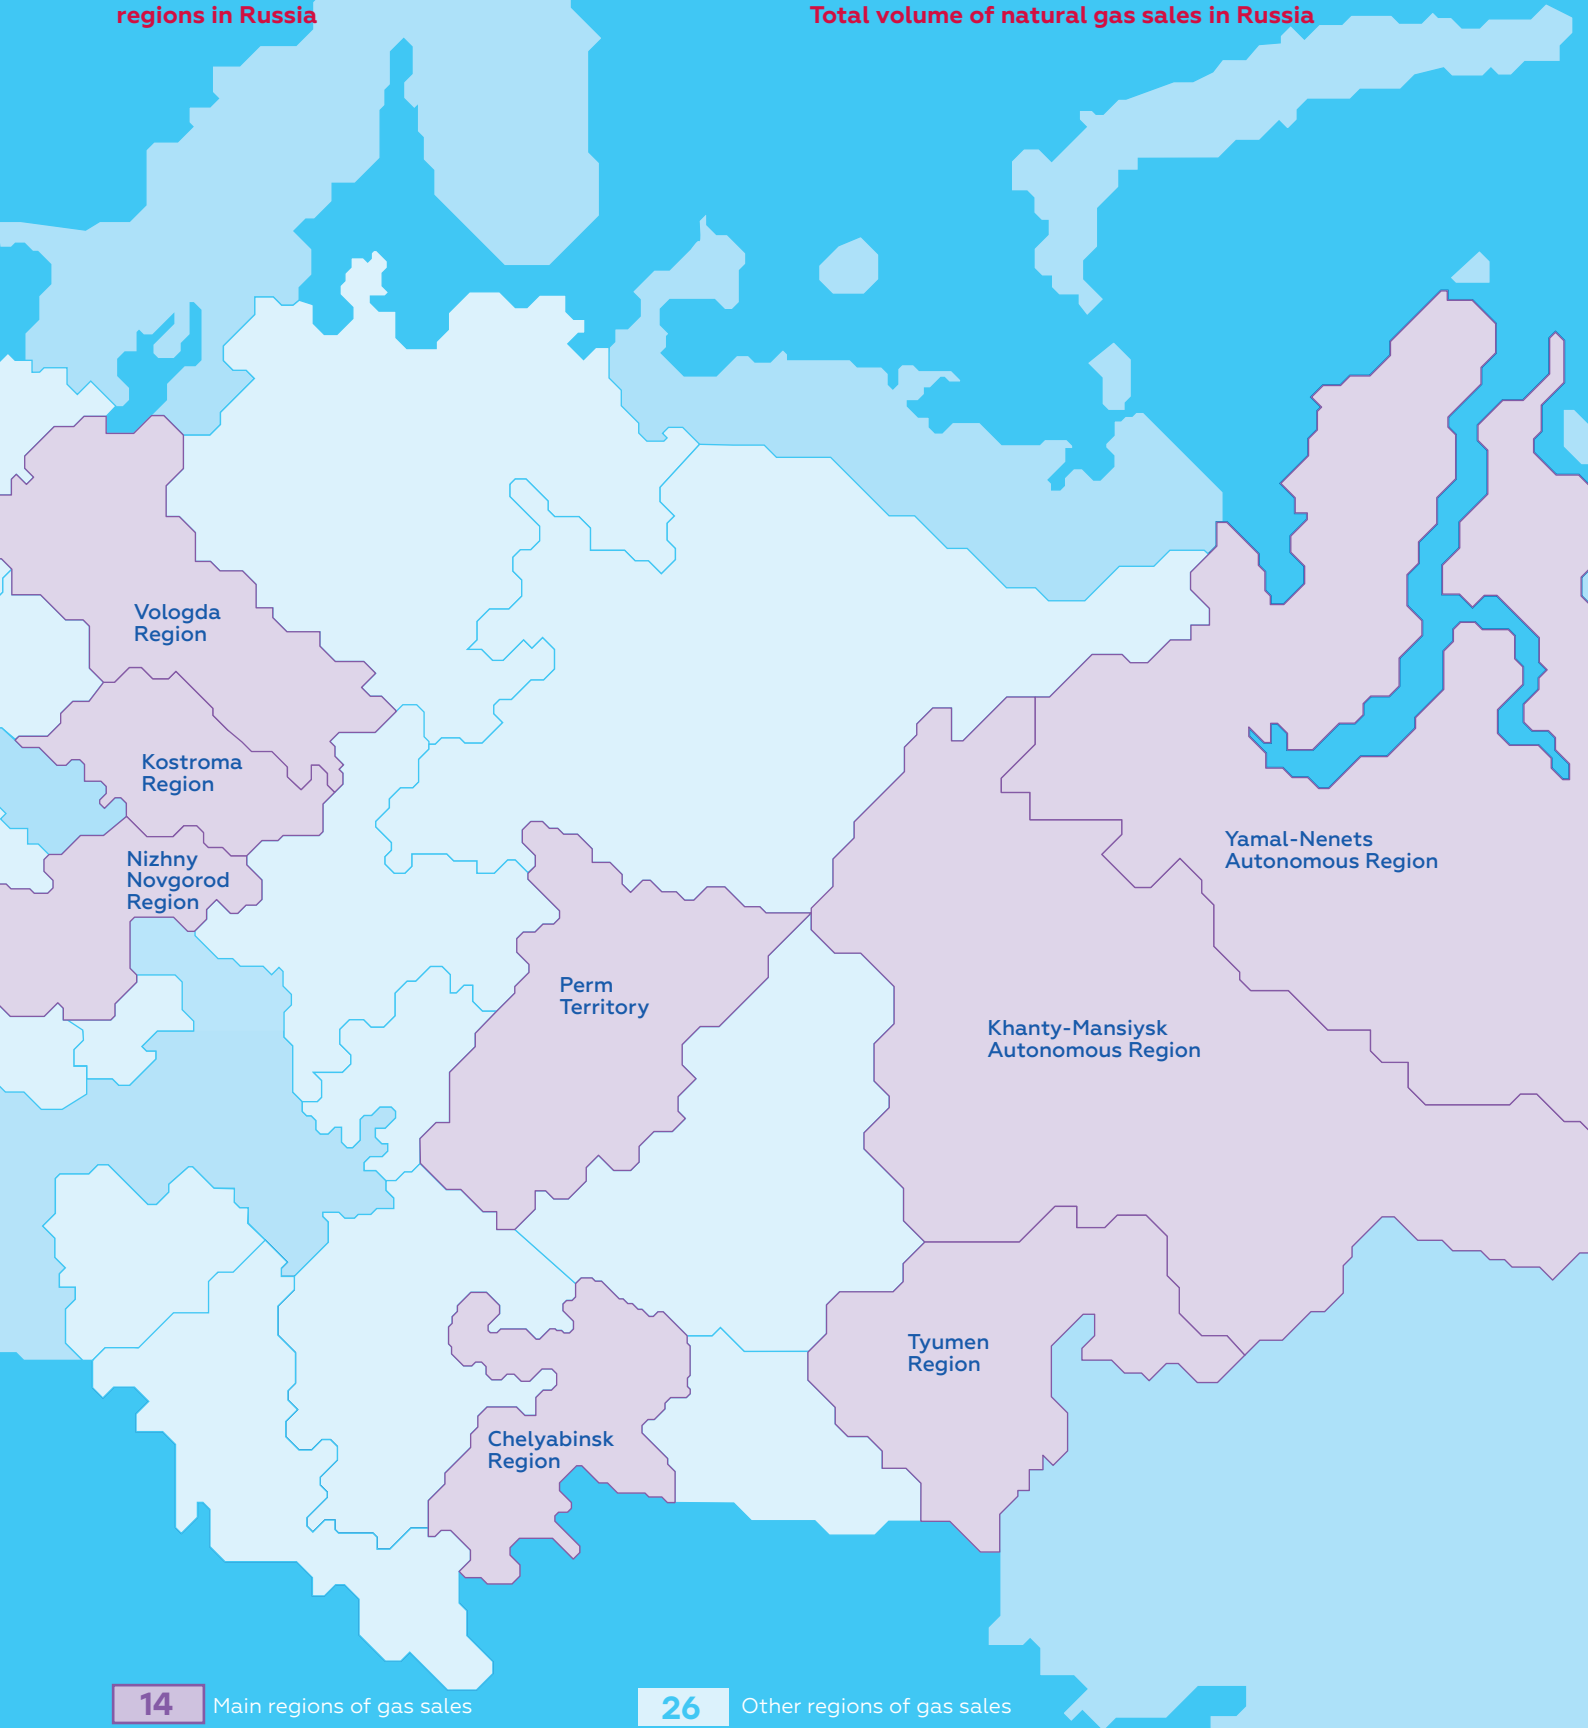 regions in Russia
Total volume of natural gas sales in Russia
Vologda
Region
Kostroma
Region
Nizhny
Novgorod
Region
Yamal-Nenets
Autonomous Region
Perm
Territory
Khanty-Mansiysk
Autonomous Region
Tyumen
Region
Chelyabinsk
Region
14 Main regions of gas sales
26 Other regions of gas sales